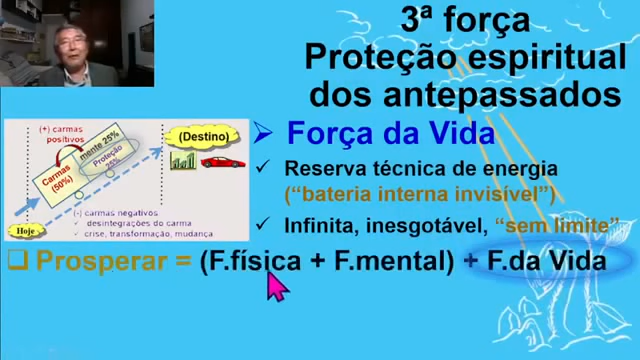 3ª força
Proteção espiritual
dos antepassados
(+) carmas
positivos
mente 25%
Proteção
25%
Carmas
(50%)
(Destino)
Hoje
(-) carmas negativos
✓ desintegrações do carma
✓ crise, transformação, mudança.
➢ Força da Vida
✓ Reserva técnica de energia
(“bateria interna invisível”)
✓ Infinita, inesgotável, “sem limite”
❑ Prosperar = (F.física + F.mental) + F.da Vida